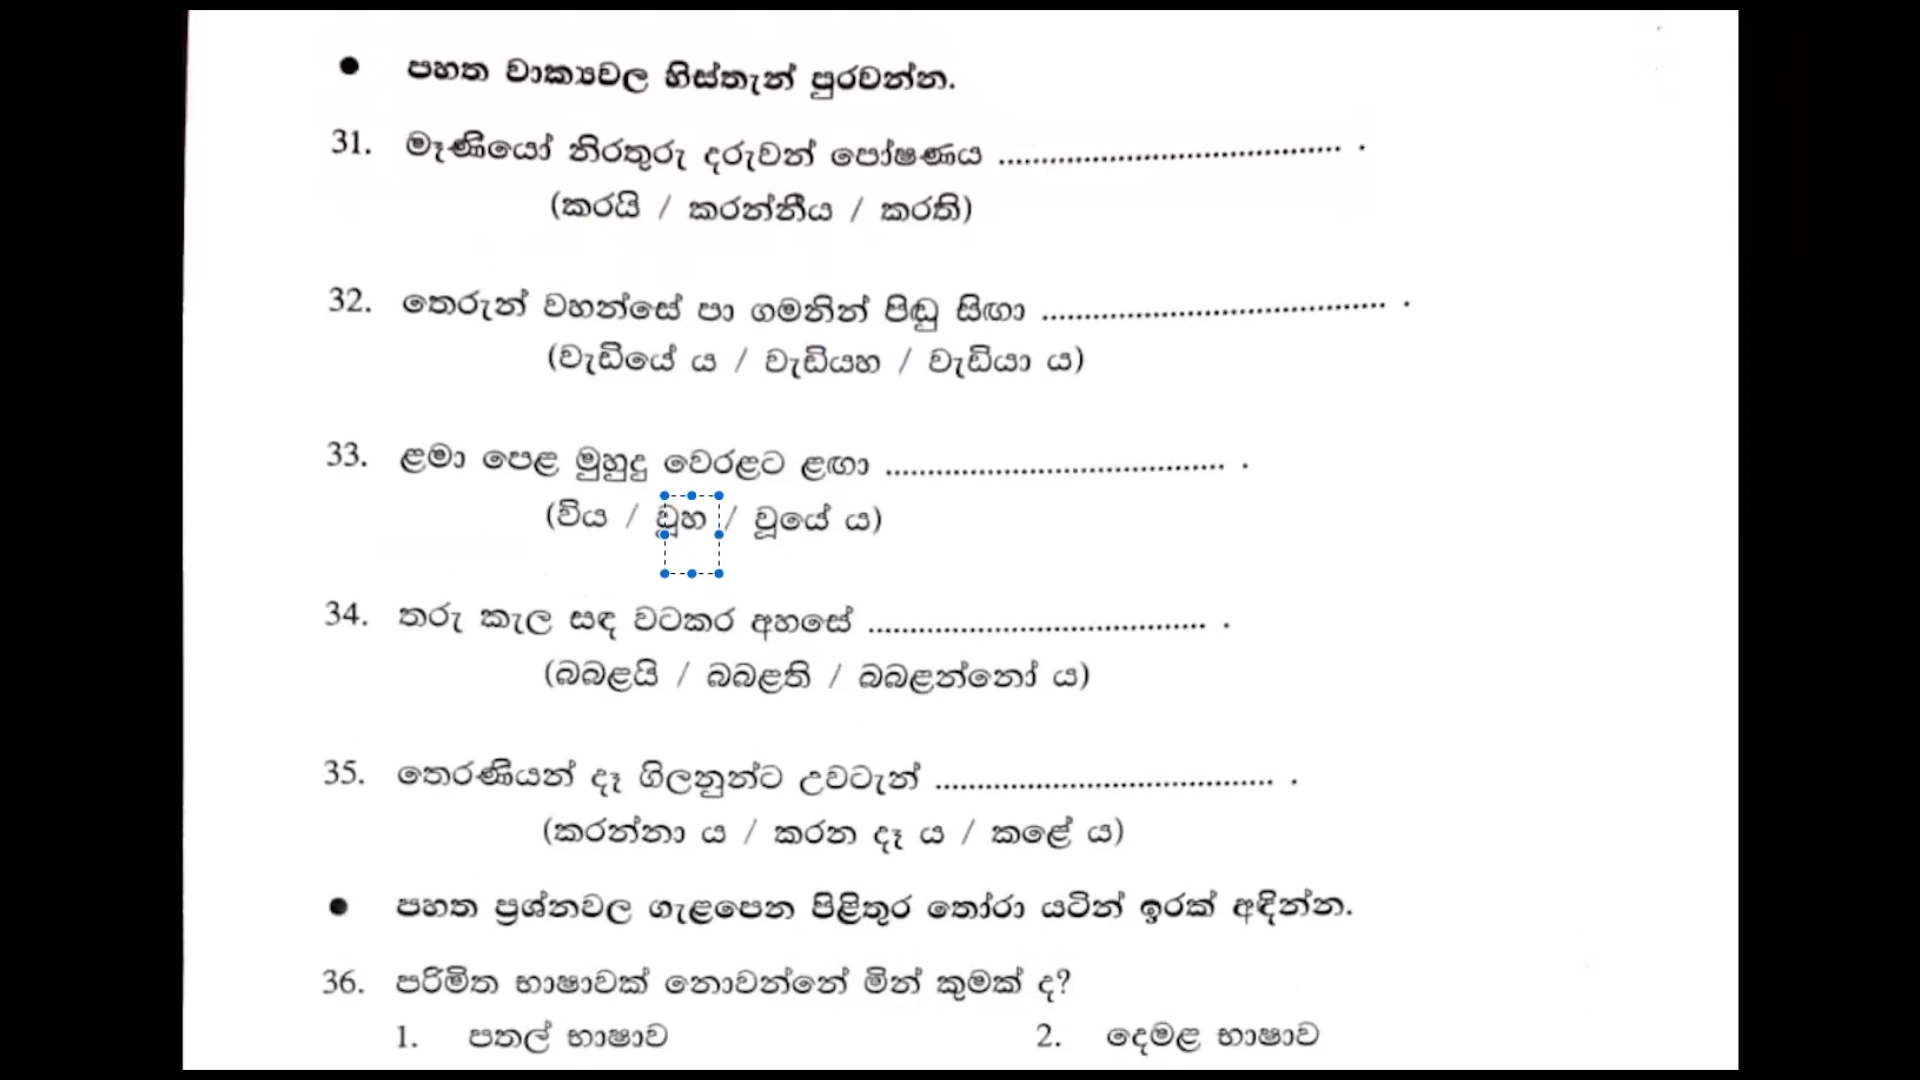 ● පහත වාක්‍යවල හිස්තැන් පුරවන්න.
31. මෑණියෝ නිරතුරු දරුවන් පෝෂණය ........................................ .
(කරයි / කරන්නීය / කරති)
32. තෙරුන් වහන්සේ පා ගමනින් පිඬු සිඟා ........................................ .
(වැඩියේ ය / වැඩියහ / වැඩියා ය)
33. ළමා පෙළ මුහුදු වෙරළට ළඟා ........................................ .
(විය / වූහ / වූයේ ය)
34. තරු කැල සඳ වටකර අහසේ ........................................ .
(බබළයි / බබළති / බබළන්නෝ ය)
35. තෙරණියන් දෑ ගිලනුන්ට උවටැන් ........................................ .
(කරන්නා ය / කරන දෑ ය / කළේ ය)
● පහත ප්‍රශ්නවල ගැළපෙන පිළිතුර තෝරා යටින් ඉරක් අඳින්න.
36. පරිමිත භාෂාවක් නොවන්නේ මින් කුමක් ද?
1. පතල් භාෂාව 2. දෙමළ භාෂාව